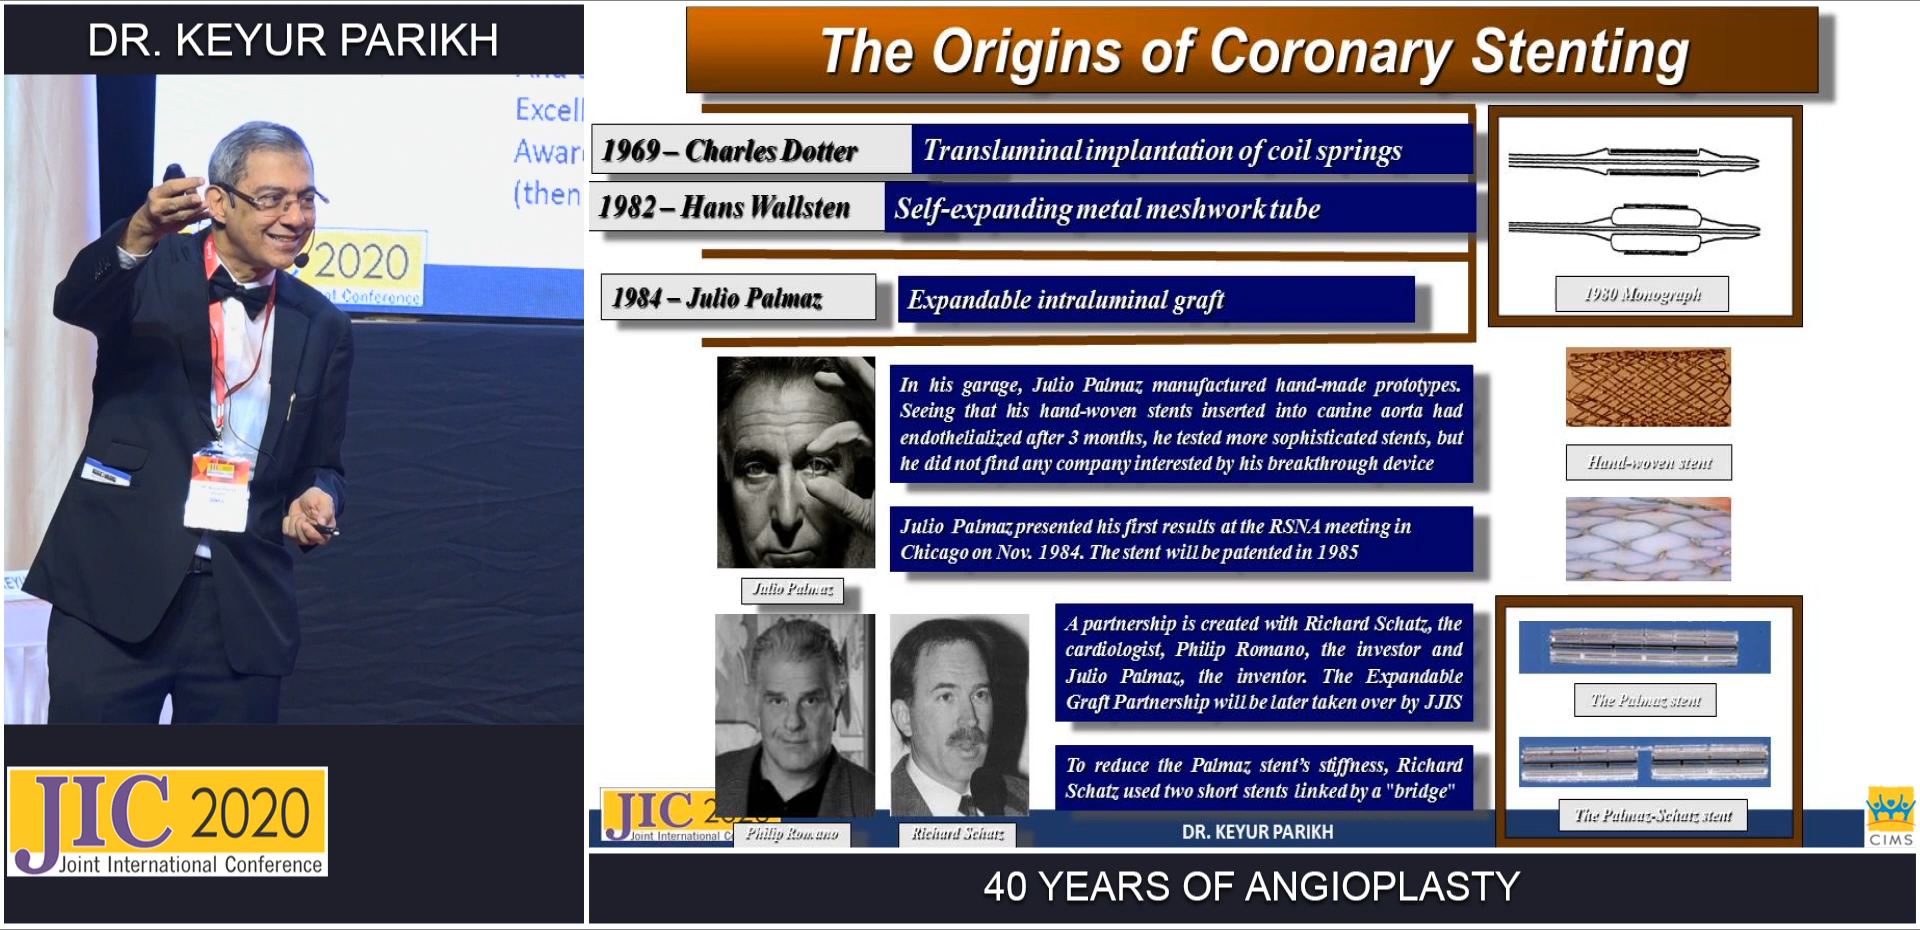 DR. KEYUR PARIKH
Excell
Awar
(then
2020
Conference
JIC
JIC 2020
Joint International Conference
The Origins of Coronary Stenting
1969 – Charles Dotter
Transluminal implantation of coil springs
1982 – Hans Wallsten
Self-expanding metal meshwork tube
1984 – Julio Palmaz
Expandable intraluminal graft
1980 Monograph
In his garage, Julio Palmaz manufactured hand-made prototypes.
Seeing that his hand-woven stents inserted into canine aorta had
endothelialized after 3 months, he tested more sophisticated stents, but
he did not find any company interested by his breakthrough device
Hand-woven stent
Julio Palmaz presented his first results at the RSNA meeting in
Chicago on Nov. 1984. The stent will be patented in 1985
Julio Palmaz
A partnership is created with Richard Schatz, the
cardiologist, Philip Romano, the investor and
Julio Palmaz, the inventor. The Expandable
Graft Partnership will be later taken over by JJIS
The Palmaz stent
To reduce the Palmaz stent's stiffness, Richard
Schatz used two short stents linked by a "bridge"
The Palmaz-Schatz stent
JIC 2
Joint International C
Philip Romano
Richard Schatz
DR. KEYUR PARIKH
CIMS
40 YEARS OF ANGIOPLASTY